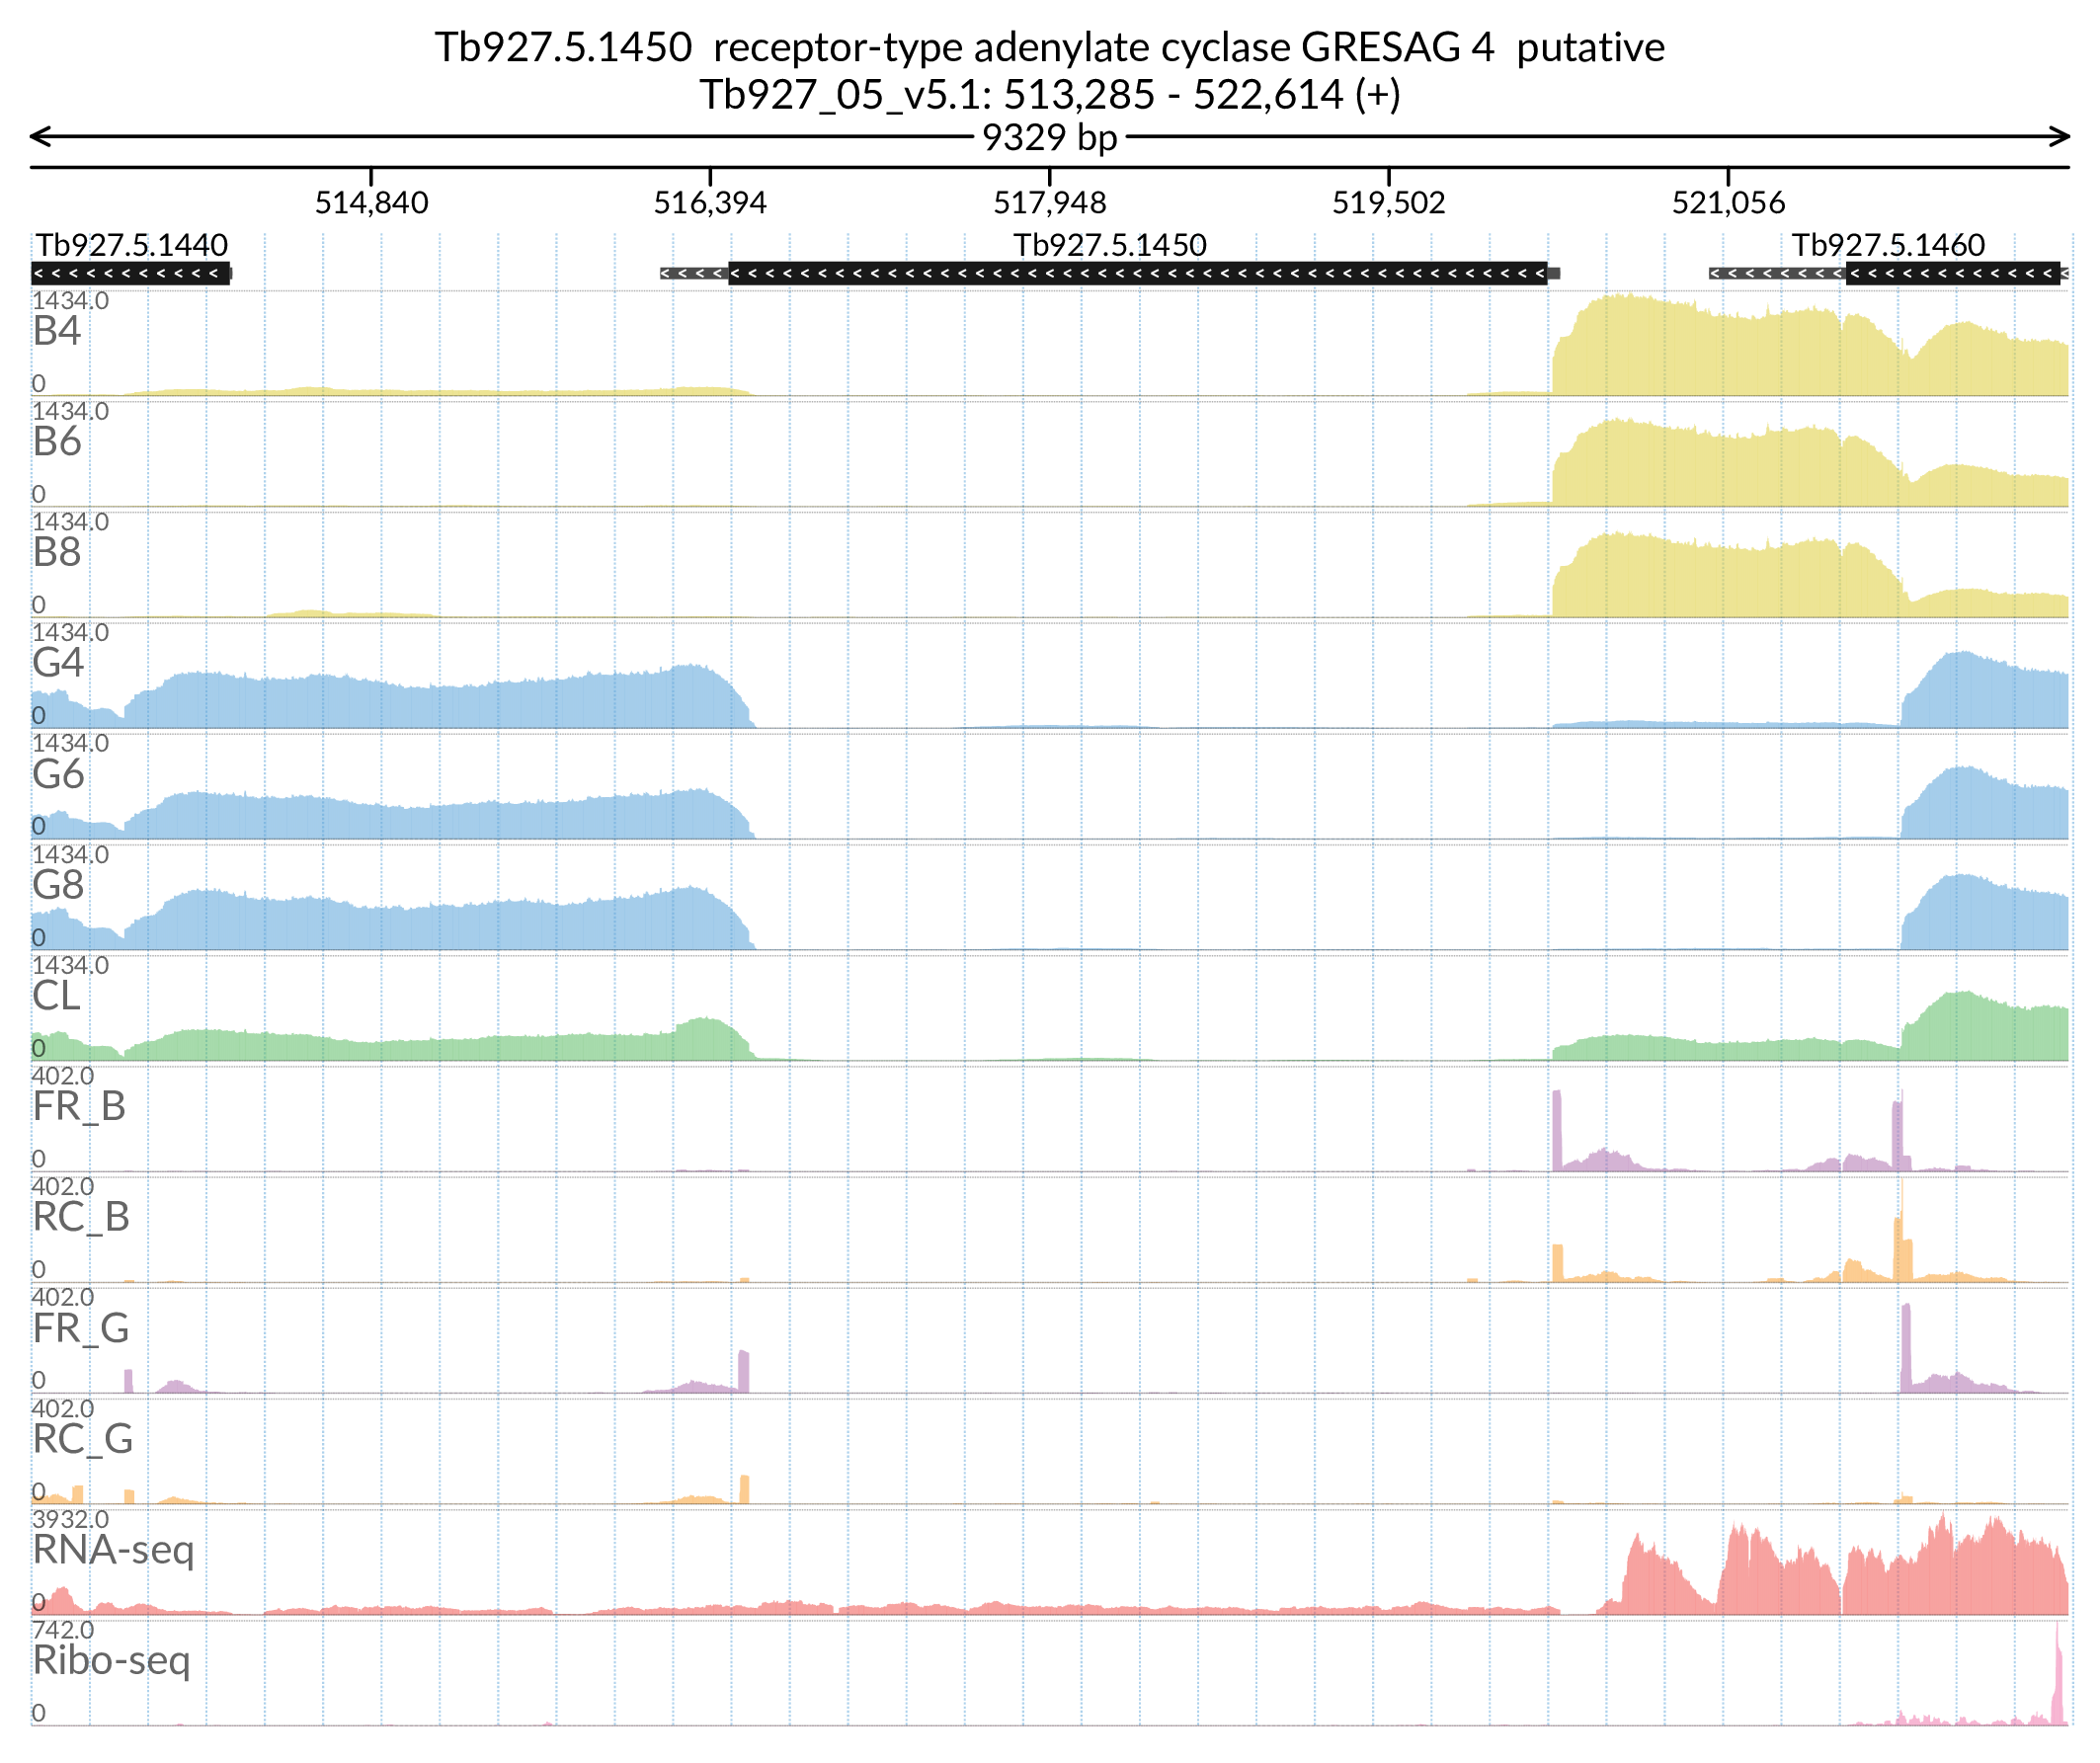 Tb927.5.1450 receptor-type adenylate cyclase GRESAG 4 putative
Tb927_05_v5.1: 513,285 - 522,614 (+)
9329 bp
514,840 516,394 517,948 519,502 521,056
Tb927.5.1440 Tb927.5.1450 Tb927.5.1460
1434.0
B4
0
1434.0
B6
0
1434.0
B8
0
1434.0
G4
0
1434.0
G6
0
1434.0
G8
0
1434.0
CL
0
402.0
FR_B
0
402.0
RC_B
0
402.0
FR_G
0
402.0
RC_G
0
3932.0
RNA-seq
0
742.0
Ribo-seq
0